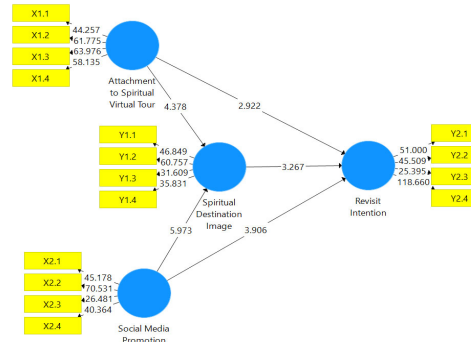 X1.1
X1.2
X1.3
X1.4
44.257
61.775
63.976
58.135
Attachment
to Spiritual
Virtual Tour
4.378
2.922
Y1.1
Y1.2
Y1.3
Y1.4
46.849
60.757
31.609
35.831
Spiritual
Destination
Image
3.267
51.000
45.509
25.395
118.660
Y2.1
Y2.2
Y2.3
Y2.4
Revisit
Intention
5.973
3.906
X2.1
X2.2
X2.3
X2.4
45.178
70.531
26.481
40.364
Social Media
Promotion